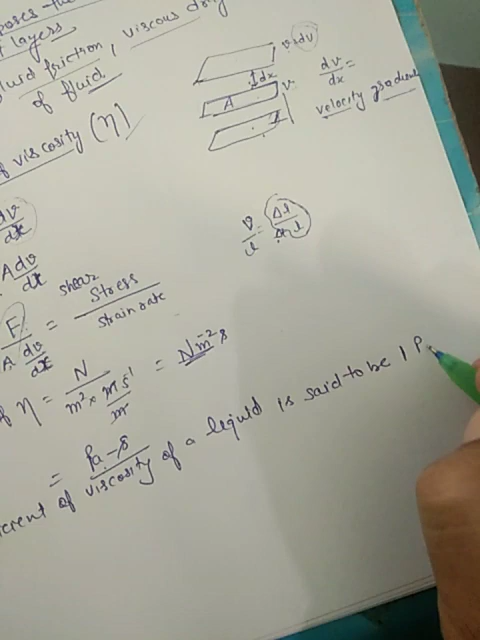 of layers
fluid friction, viscous drag
of fluid.
v+dv
dx
A
v
dv/dx =
velocity gradient
of viscosity (η)
dv/dx
A dv/dx
v/l = Δl/Δt l
F/A dv/dx = shear stress/strain rate
of η = N/m² × m s⁻¹/m = N m⁻² s
= Pa-s
of viscosity of a liquid is said to be 1 P